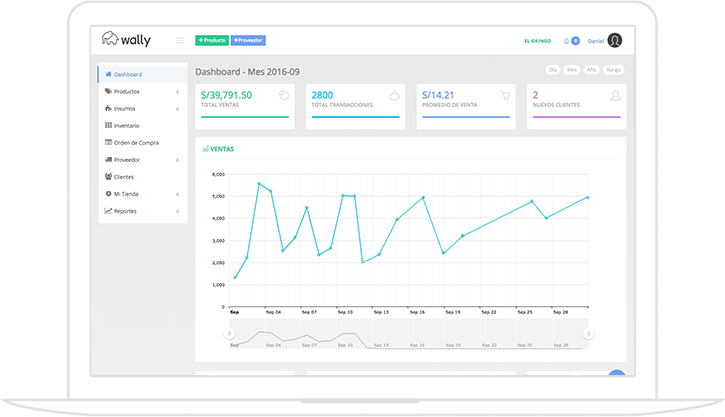 wally
+ Producto
+Proveedor
EL GRINGO
0
Daniel
Dashboard
Productos
Insumos
Inventario
Orden de Compra
Proveedor
Clientes
Mi Tienda
Reportes
Dashboard - Mes 2016-09
Día
Mes
Año
Rango
S/39,791.50
TOTAL VENTAS
2800
TOTAL TRANSACCIONES
S/14.21
PROMEDIO DE VENTA
2
NUEVOS CLIENTES
VENTAS
6,000
5,000
4,000
3,000
2,000
1,000
0
Sep Sep 04 Sep 07 Sep 10 Sep 13 Sep 16 Sep 19 Sep 22 Sep 25 Sep 28
Sep Sep 04 Sep 07 Sep 10 Sep 13 Sep 16 Sep 19 Sep 22 Sep 25 Sep 28